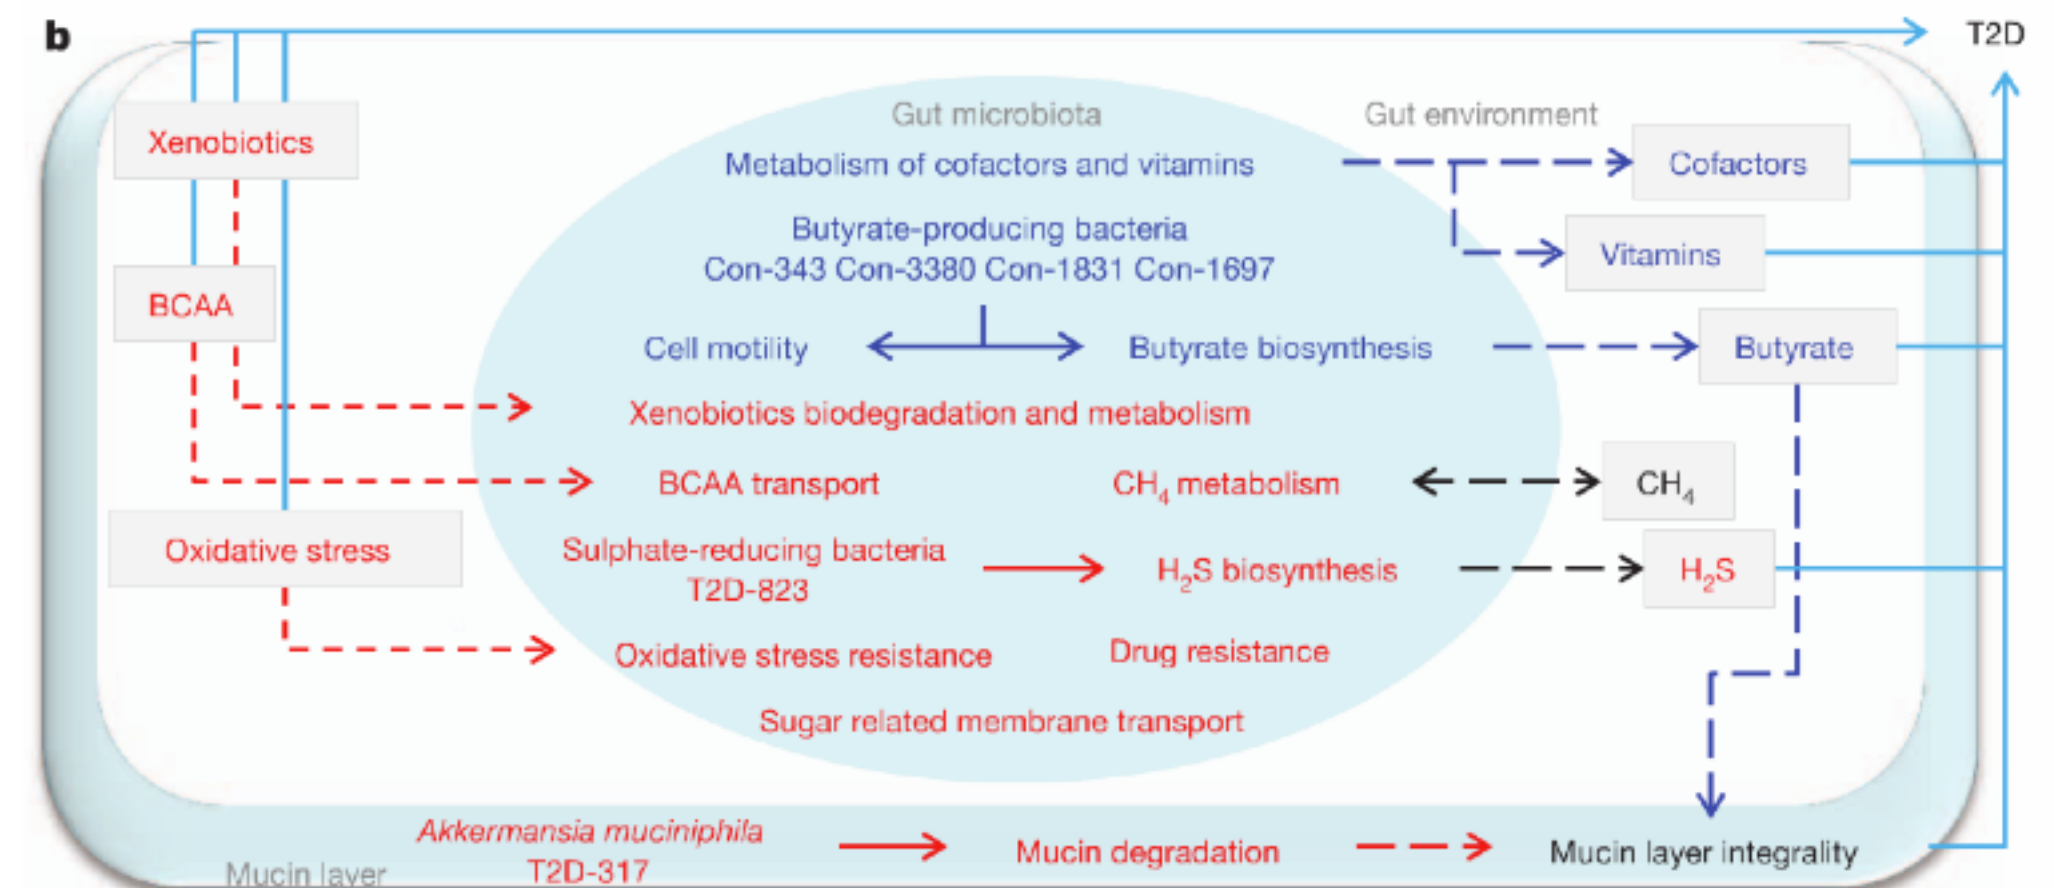 b
T2D
Xenobiotics
BCAA
Oxidative stress
Gut microbiota
Gut environment
Metabolism of cofactors and vitamins
Cofactors
Vitamins
Butyrate-producing bacteria
Con-343 Con-3380 Con-1831 Con-1697
Cell motility
Butyrate biosynthesis
Butyrate
Xenobiotics biodegradation and metabolism
BCAA transport
CH₄ metabolism
CH₄
Sulphate-reducing bacteria
T2D-823
H₂S biosynthesis
H₂S
Oxidative stress resistance
Drug resistance
Sugar related membrane transport
Akkermansia muciniphila
T2D-317
Mucin degradation
Mucin layer integrality
Mucin layer